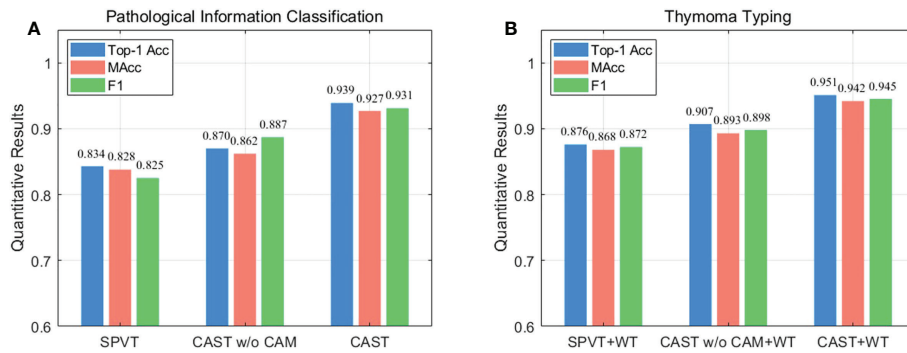 A
Pathological Information Classification
Quantitative Results
1
0.9
0.8
0.7
0.6
Top-1 Acc
MAcc
F1
0.834 0.828 0.825
0.870 0.862 0.887
0.939 0.927 0.931
SPVT CAST w/o CAM CAST
B
Thymoma Typing
Quantitative Results
1
0.9
0.8
0.7
0.6
Top-1 Acc
MAcc
F1
0.876 0.868 0.872
0.907 0.893 0.898
0.951 0.942 0.945
SPVT+WT CAST w/o CAM+WT CAST+WT